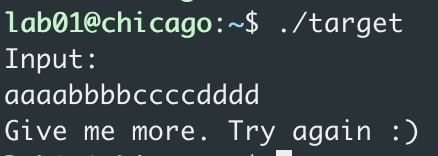 lab01@chicago:~$ ./target
Input:
aaaabbbbccccdddd
Give me more. Try again :)